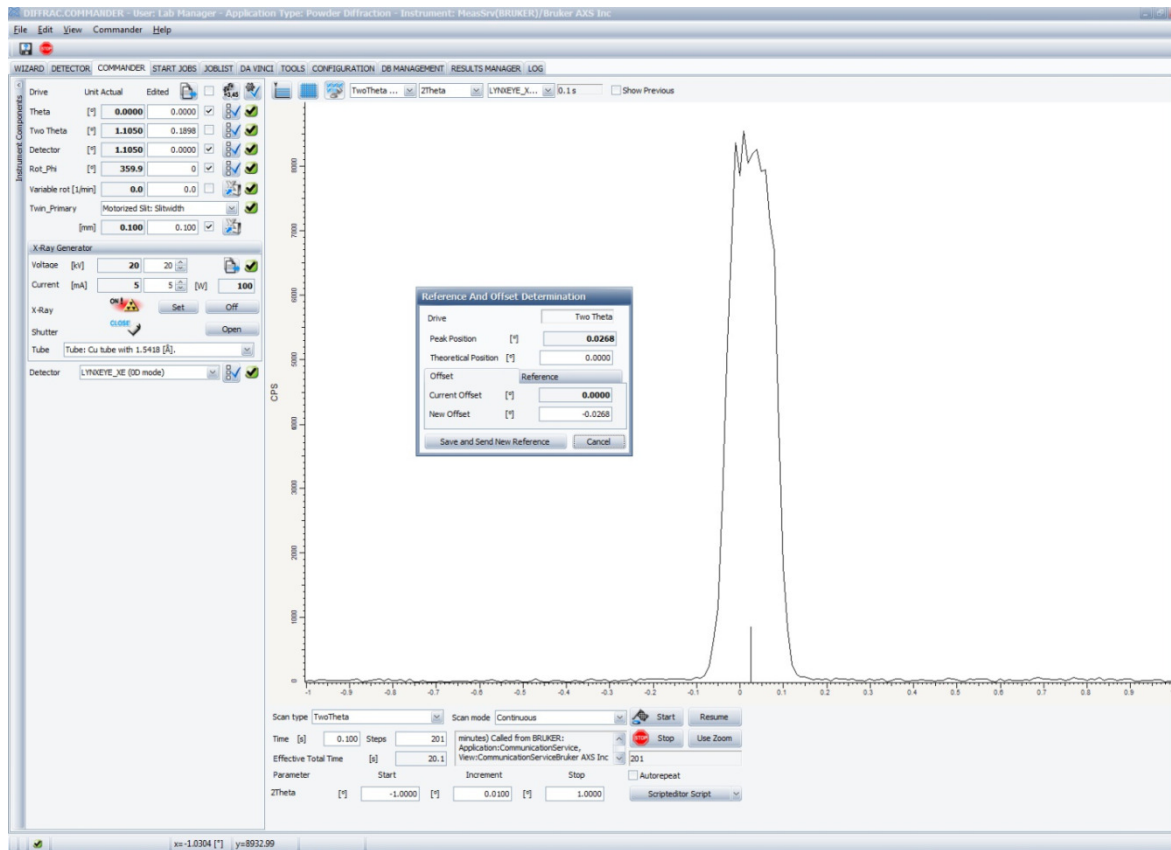 DIFFRAC.COMMANDER - User: Lab Manager - Application Type: Powder Diffraction - Instrument: MeasSrv(BRUKER)/Bruker AXS Inc
File Edit View Commander Help
WIZARD DETECTOR COMMANDER START JOBS JOBLIST DA VINCI TOOLS CONFIGURATION DB MANAGEMENT RESULTS MANAGER LOG
Instrument Components
Drive Unit Actual Edited
TwoTheta ... 2Theta LYNXEYE_X... 0.1 s Show Previous
Theta [°] 0.0000 0.0000
Two Theta [°] 1.1050 0.1898
Detector [°] 1.1050 0.0000
Rot_Phi [°] 359.9 0
Variable rot [1/min] 0.0 0.0
Twin_Primary Motorized Slit: Slitwidth
[mm] 0.100 0.100
X-Ray Generator
Voltage [kV] 20 20
Current [mA] 5 5 [W] 100
X-Ray ON! Set Off
Shutter CLOSE Open
Tube Tube: Cu tube with 1.5418 [Å].
Detector LYNXEYE_XE (0D mode)
CPS
8000
7000
6000
5000
4000
3000
2000
1000
0
-1 -0.9 -0.8 -0.7 -0.6 -0.5 -0.4 -0.3 -0.2 -0.1 0 0.1 0.2 0.3 0.4 0.5 0.6 0.7 0.8 0.9
Reference And Offset Determination
Drive Two Theta
Peak Position [°] 0.0268
Theoretical Position [°] 0.0000
Offset Reference
Current Offset [°] 0.0000
New Offset [°] -0.0268
Save and Send New Reference Cancel
Scan type TwoTheta Scan mode Continuous Start Resume
Time [s] 0.100 Steps 201 Stop Use Zoom
minutes) Called from BRUKER:
Application:CommunicationService,
View:CommunicationServiceBruker AXS Inc
Effective Total Time [s] 20.1 201
Parameter Start Increment Stop Autorepeat
2Theta [°] -1.0000 [°] 0.0100 [°] 1.0000 Scripteditor Script
x=-1.0304 [°] y=8932.99